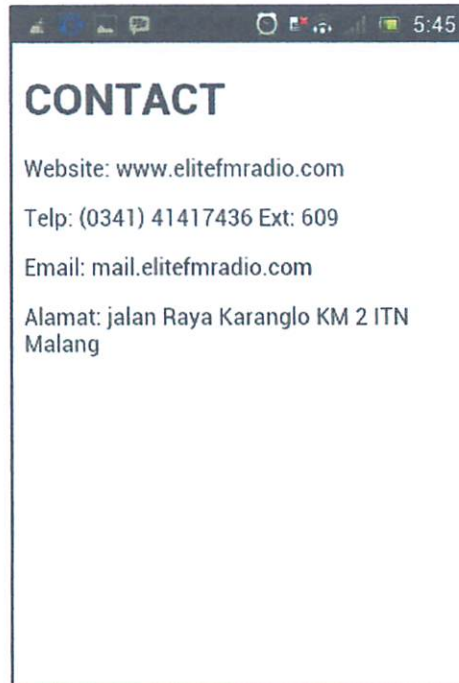 5:45
CONTACT
Website: www.elitefmradio.com
Telp: (0341) 41417436 Ext: 609
Email: mail.elitefmradio.com
Alamat: jalan Raya Karanglo KM 2 ITN
Malang